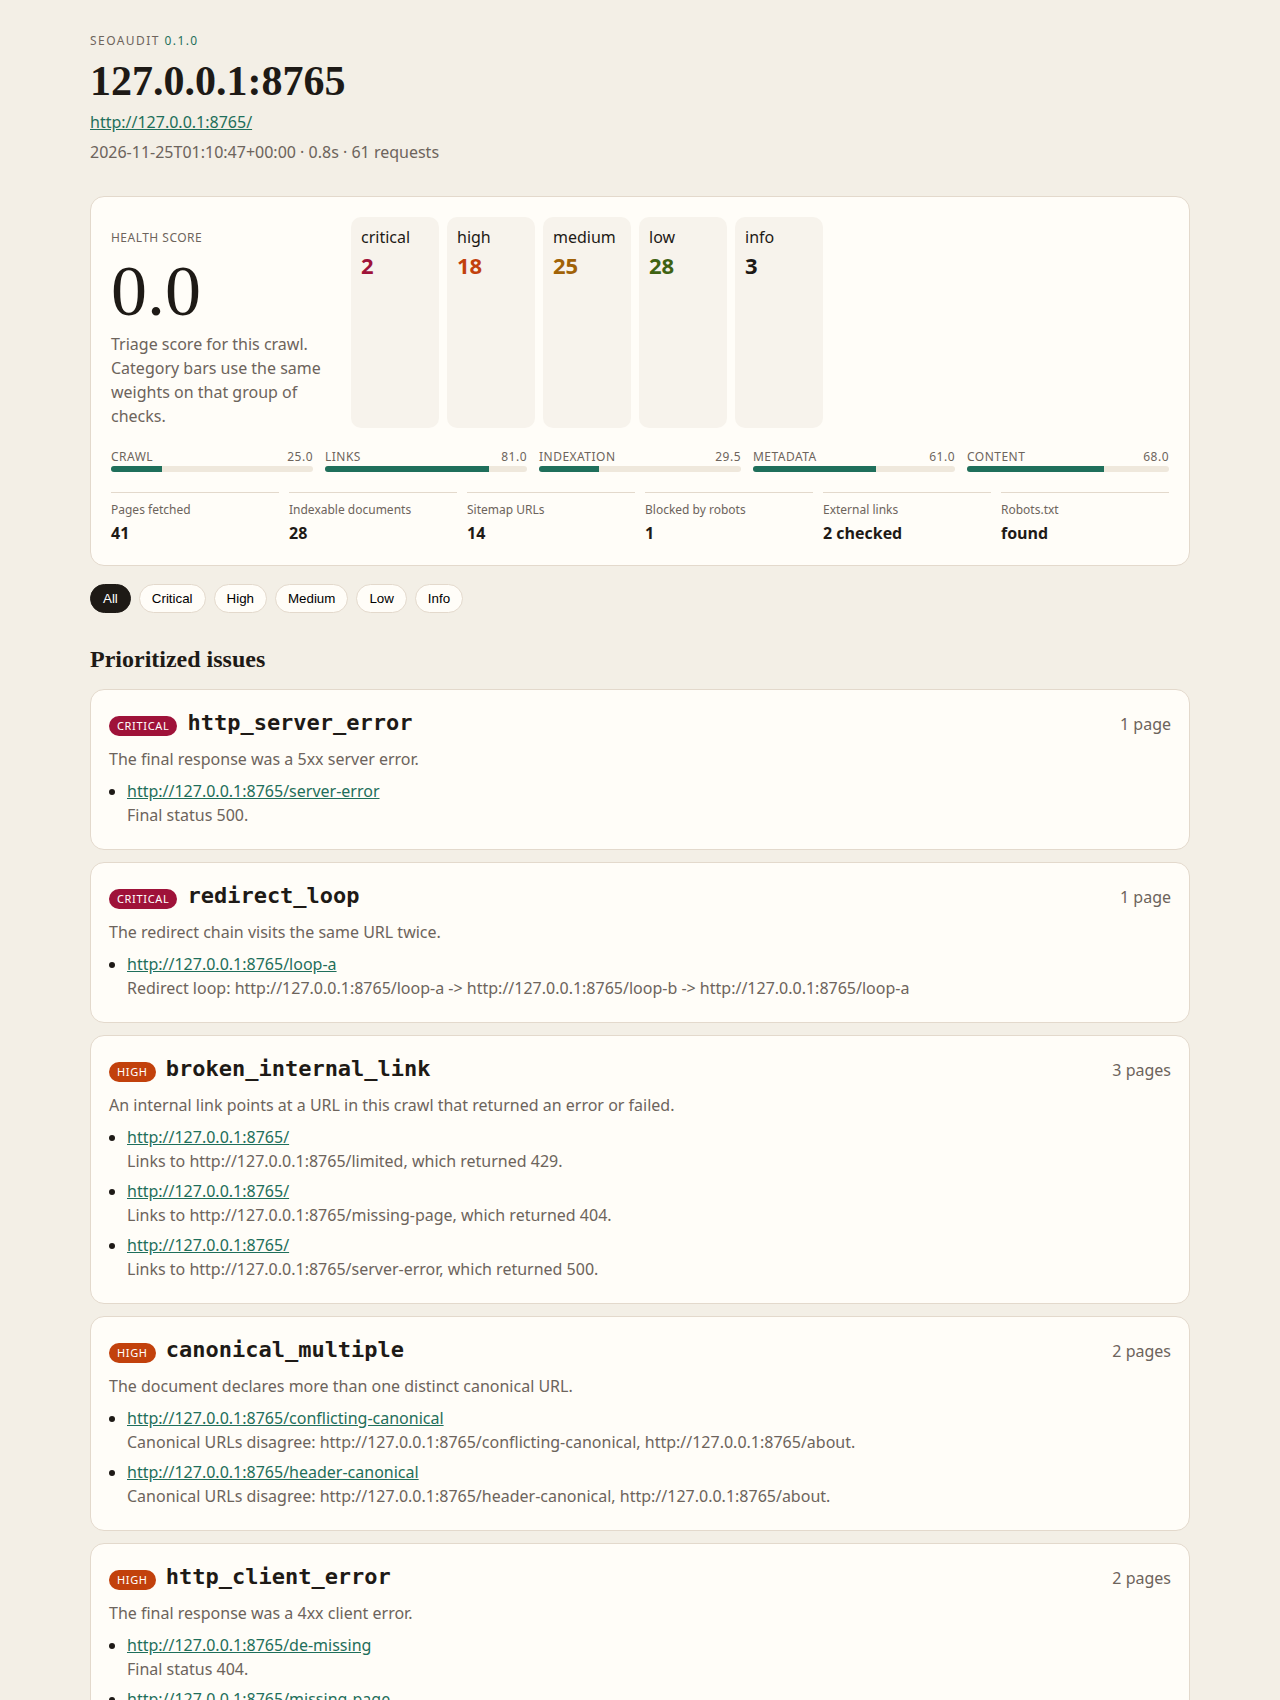 SEOAUDIT 0.1.0
127.0.0.1:8765
http://127.0.0.1:8765/
2026-11-25T01:10:47+00:00 · 0.8s · 61 requests
HEALTH SCORE
0.0
Triage score for this crawl.
Category bars use the same
weights on that group of
checks.
critical
2
high
18
medium
25
low
28
info
3
CRAWL 25.0
LINKS 81.0
INDEXATION 29.5
METADATA 61.0
CONTENT 68.0
Pages fetched
41
Indexable documents
28
Sitemap URLs
14
Blocked by robots
1
External links
2 checked
Robots.txt
found
All Critical High Medium Low Info
Prioritized issues
CRITICAL http_server_error 1 page
The final response was a 5xx server error.
http://127.0.0.1:8765/server-error
Final status 500.
CRITICAL redirect_loop 1 page
The redirect chain visits the same URL twice.
http://127.0.0.1:8765/loop-a
Redirect loop: http://127.0.0.1:8765/loop-a -> http://127.0.0.1:8765/loop-b -> http://127.0.0.1:8765/loop-a
HIGH broken_internal_link 3 pages
An internal link points at a URL in this crawl that returned an error or failed.
http://127.0.0.1:8765/
Links to http://127.0.0.1:8765/limited, which returned 429.
http://127.0.0.1:8765/
Links to http://127.0.0.1:8765/missing-page, which returned 404.
http://127.0.0.1:8765/
Links to http://127.0.0.1:8765/server-error, which returned 500.
HIGH canonical_multiple 2 pages
The document declares more than one distinct canonical URL.
http://127.0.0.1:8765/conflicting-canonical
Canonical URLs disagree: http://127.0.0.1:8765/conflicting-canonical, http://127.0.0.1:8765/about.
http://127.0.0.1:8765/header-canonical
Canonical URLs disagree: http://127.0.0.1:8765/header-canonical, http://127.0.0.1:8765/about.
HIGH http_client_error 2 pages
The final response was a 4xx client error.
http://127.0.0.1:8765/de-missing
Final status 404.
http://127.0.0.1:8765/missing-page